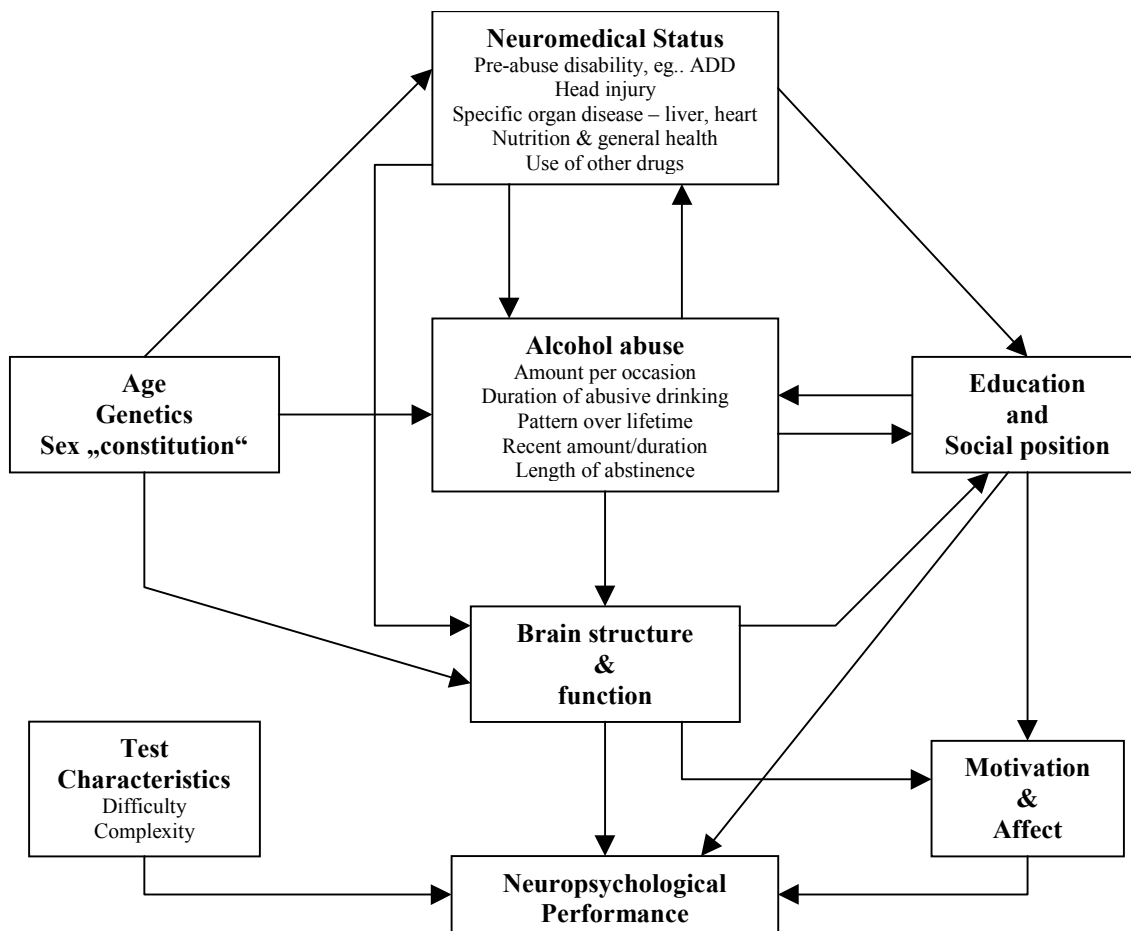 Neuromedical Status
Pre-abuse disability, eg.. ADD
Head injury
Specific organ disease – liver, heart
Nutrition & general health
Use of other drugs
Alcohol abuse
Amount per occasion
Duration of abusive drinking
Pattern over lifetime
Recent amount/duration
Length of abstinence
Age
Genetics
Sex „constitution“
Education
and
Social position
Brain structure
&
function
Test
Characteristics
Difficulty
Complexity
Motivation
&
Affect
Neuropsychological
Performance